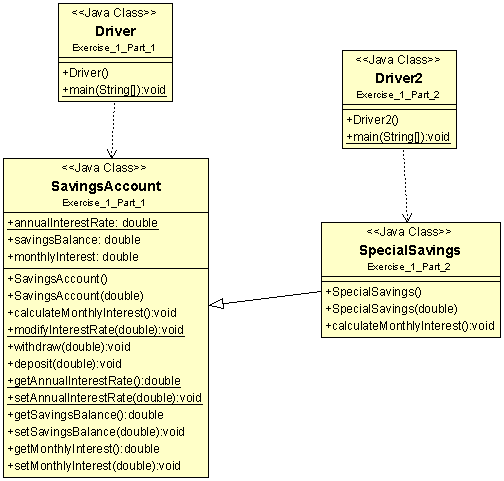 <<Java Class>>
Driver
Exercise_1_Part_1
+Driver()
+main(String[]):void
<<Java Class>>
Driver2
Exercise_1_Part_2
+Driver2()
+main(String[]):void
<<Java Class>>
SavingsAccount
Exercise_1_Part_1
+annualInterestRate: double
+savingsBalance: double
+monthlyInterest: double
+SavingsAccount()
+SavingsAccount(double)
+calculateMonthlyInterest():void
+modifyInterestRate(double):void
+withdraw(double):void
+deposit(double):void
+getAnnualInterestRate():double
+setAnnualInterestRate(double):void
+getSavingsBalance():double
+setSavingsBalance(double):void
+getMonthlyInterest():double
+setMonthlyInterest(double):void
<<Java Class>>
SpecialSavings
Exercise_1_Part_2
+SpecialSavings()
+SpecialSavings(double)
+calculateMonthlyInterest():void